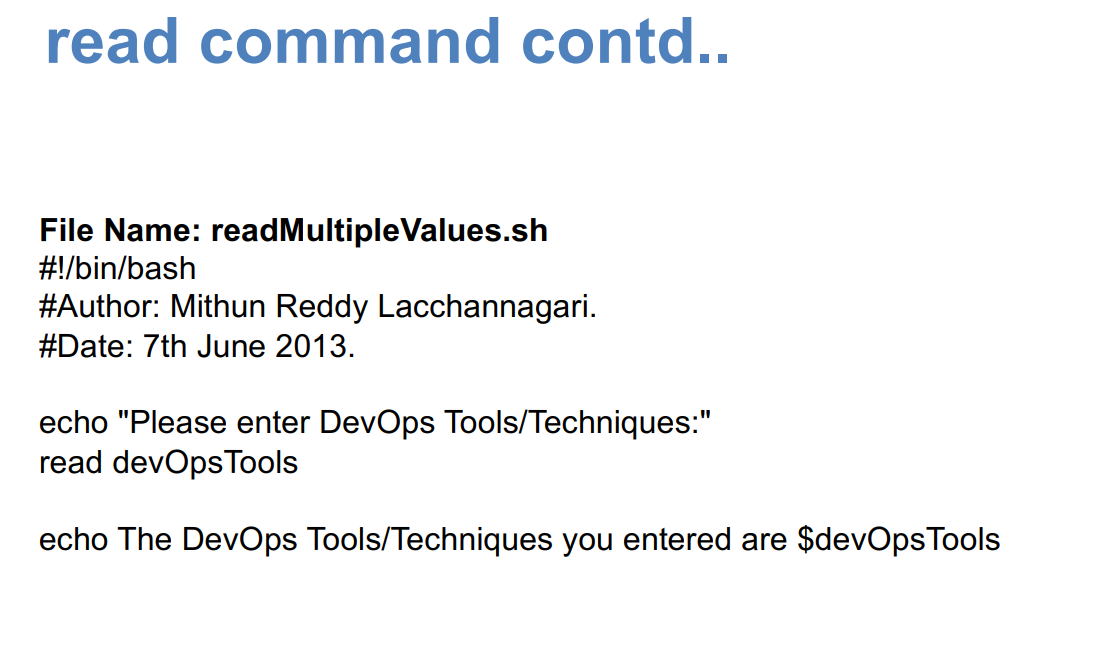 read command contd..
File Name: readMultipleValues.sh
#!/bin/bash
#Author: Mithun Reddy Lacchannagari.
#Date: 7th June 2013.
echo "Please enter DevOps Tools/Techniques:"
read devOpsTools
echo The DevOps Tools/Techniques you entered are $devOpsTools